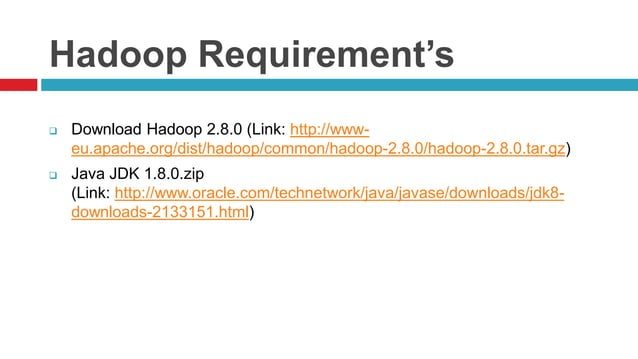 Hadoop Requirement’s
Download Hadoop 2.8.0 (Link: http://www-
eu.apache.org/dist/hadoop/common/hadoop-2.8.0/hadoop-2.8.0.tar.gz)
Java JDK 1.8.0.zip
(Link: http://www.oracle.com/technetwork/java/javase/downloads/jdk8-
downloads-2133151.html)